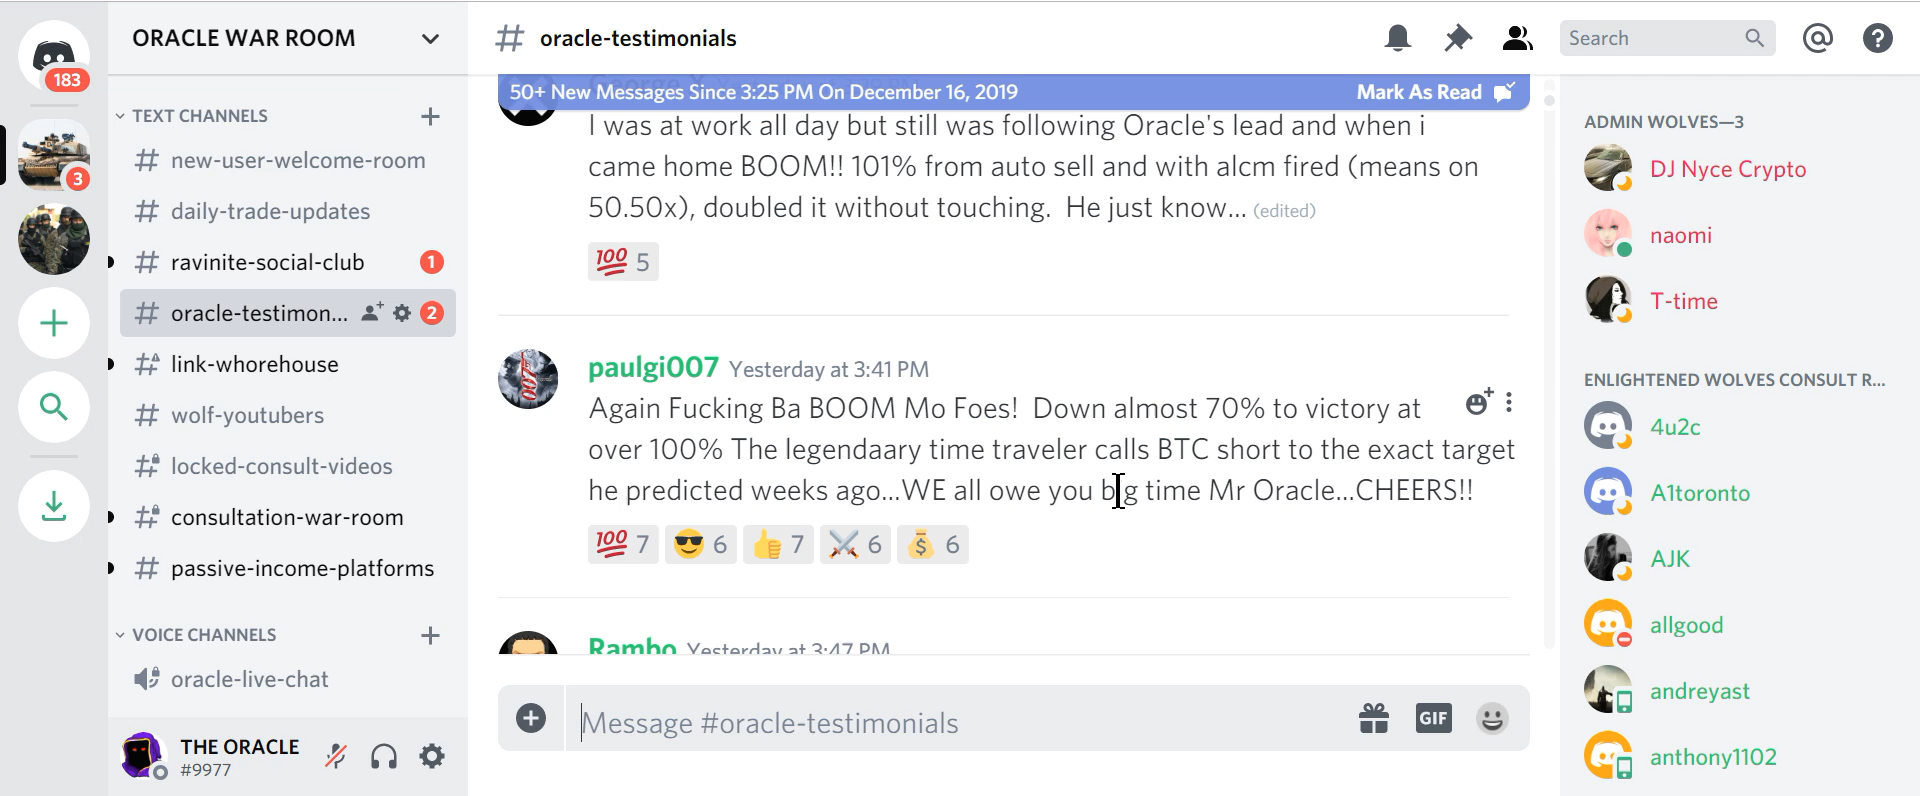 183
3
ORACLE WAR ROOM
TEXT CHANNELS
new-user-welcome-room
daily-trade-updates
ravinite-social-club 1
oracle-testimon... 2
link-whorehouse
wolf-youtubers
locked-consult-videos
consultation-war-room
passive-income-platforms
VOICE CHANNELS
oracle-live-chat
THE ORACLE
#9977
oracle-testimonials
Search
50+ New Messages Since 3:25 PM On December 16, 2019 Mark As Read
I was at work all day but still was following Oracle's lead and when i
came home BOOM!! 101% from auto sell and with alcm fired (means on
50.50x), doubled it without touching.  He just know... (edited)
100 5
paulgi007 Yesterday at 3:41 PM
Again Fucking Ba BOOM Mo Foes!  Down almost 70% to victory at
over 100% The legendaary time traveler calls BTC short to the exact target
he predicted weeks ago...WE all owe you big time Mr Oracle...CHEERS!!
100 7 6 7 6 6
Rambo Yesterday at 3:47 PM
Message #oracle-testimonials
GIF
ADMIN WOLVES—3
DJ Nyce Crypto
naomi
T-time
ENLIGHTENED WOLVES CONSULT R...
4u2c
A1toronto
AJK
allgood
andreyast
anthony1102